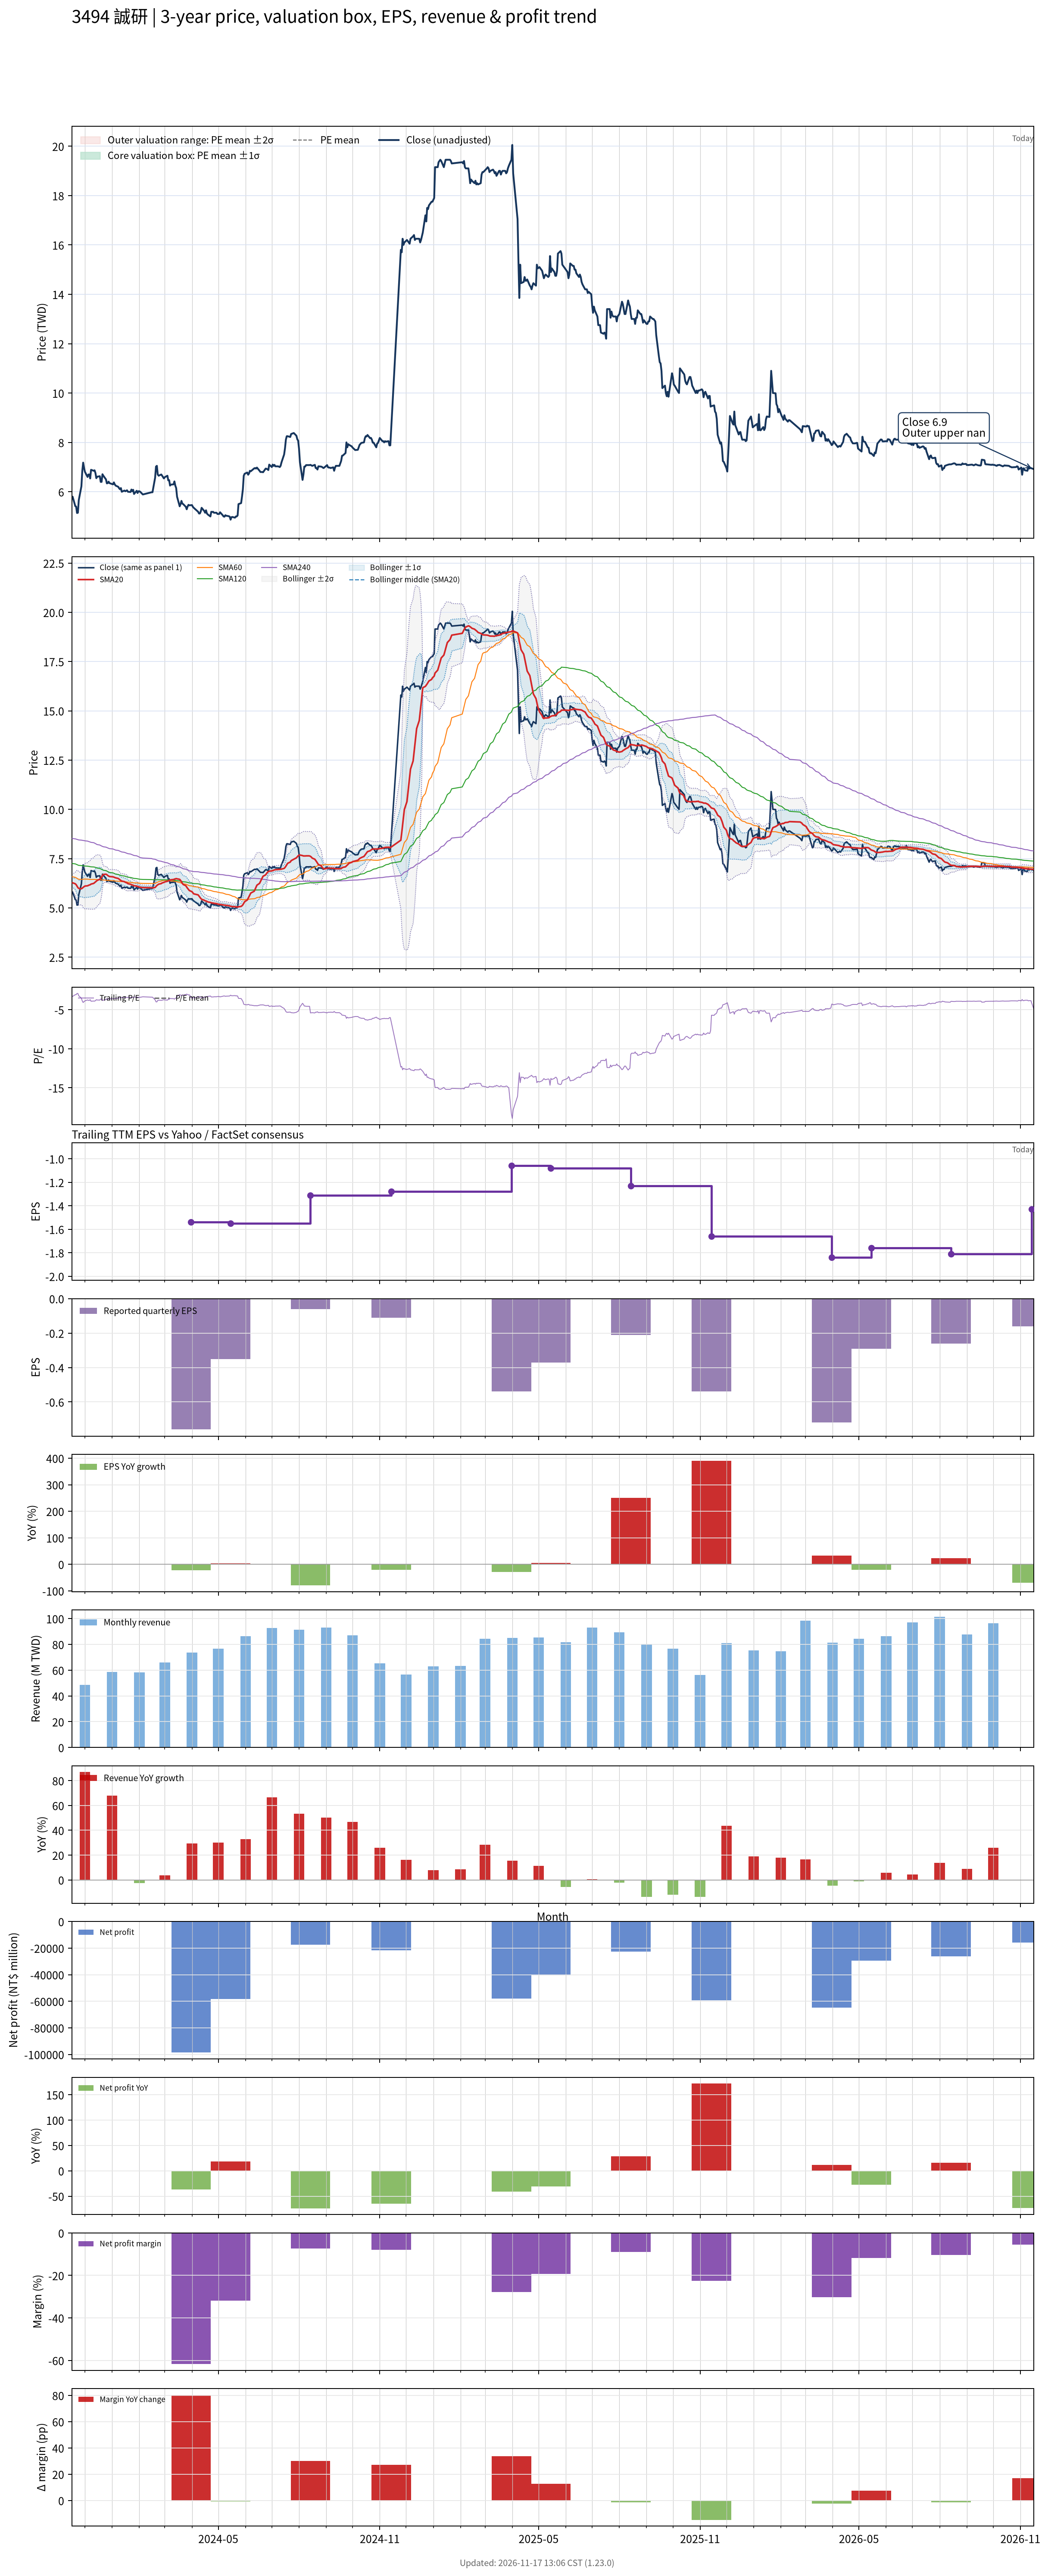 3494 誠研 | 3-year price, valuation box, EPS, revenue & profit trend
Outer valuation range: PE mean ±2σ
PE mean
Close (unadjusted)
Core valuation box: PE mean ±1σ
Today
20
18
16
14
12
10
8
6
Price (TWD)
Close 6.9
Outer upper nan
Close (same as panel 1)
SMA60
SMA240
Bollinger ±1σ
SMA20
SMA120
Bollinger ±2σ
Bollinger middle (SMA20)
22.5
20.0
17.5
15.0
12.5
10.0
7.5
5.0
2.5
Price
Trailing P/E
P/E mean
-5
-10
-15
P/E
Trailing TTM EPS vs Yahoo / FactSet consensus
Today
-1.0
-1.2
-1.4
-1.6
-1.8
-2.0
EPS
Reported quarterly EPS
0.0
-0.2
-0.4
-0.6
EPS
EPS YoY growth
400
300
200
100
0
-100
YoY (%)
Monthly revenue
100
80
60
40
20
0
Revenue (M TWD)
Revenue YoY growth
80
60
40
20
0
YoY (%)
Month
Net profit
0
-20000
-40000
-60000
-80000
-100000
Net profit (NT$ million)
Net profit YoY
150
100
50
0
-50
YoY (%)
Net profit margin
0
-20
-40
-60
Margin (%)
Margin YoY change
80
60
40
20
0
Δ margin (pp)
2024-05
2024-11
2025-05
2025-11
2026-05
2026-11
Updated: 2026-11-17 13:06 CST (1.23.0)